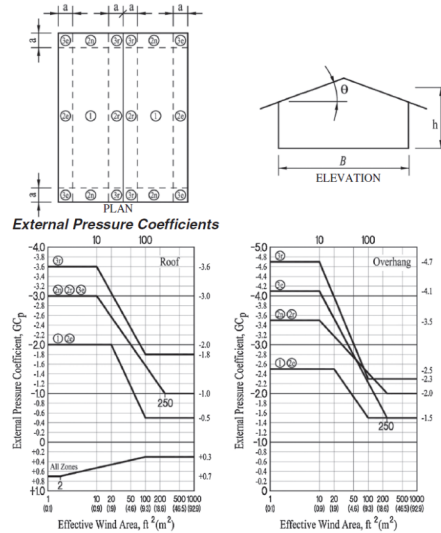 a a a
a
3e 2n 3r 3r 2n 3e
2e 1 2r 2r 1 2e
3e 2n 3r 3r 2n 3e
a
PLAN
θ
h
B
ELEVATION
External Pressure Coefficients
10 100
Roof
External Pressure Coefficient, GCp
-4.0
-3.8
-3.6
-3.4
-3.2
-3.0
-2.8
-2.6
-2.4
-2.2
-2.0
-1.8
-1.6
-1.4
-1.2
-1.0
-0.8
-0.6
-0.4
-0.2
0
+0.2
+0.4
+0.6
+0.8
+1.0
3r
2n 2r 3e
1 2e
All Zones
2
250
-3.6
-3.0
-2.0
-1.8
-1.0
-0.5
+0.3
+0.7
1 10 20 50 100 200 500 1000
(0.1) (0.9) (1.9) (4.6) (9.3) (18.6) (46.5) (92.9)
Effective Wind Area, ft 2(m2)
10 100
Overhang
External Pressure Coefficient, GCp
-5.0
-4.8
-4.6
-4.4
-4.2
-4.0
-3.8
-3.6
-3.4
-3.2
-3.0
-2.8
-2.6
-2.4
-2.2
-2.0
-1.8
-1.6
-1.4
-1.2
-1.0
-0.8
-0.6
-0.4
-0.2
0
3r
3e
2n 2r
1 2e
250
-4.7
-4.1
-3.5
-2.5
-2.3
-2.0
-1.5
1 10 20 50 100 200 500 1000
(0.1) (0.9) (1.9) (4.6) (9.3) (18.6) (46.5) (92.9)
Effective Wind Area, ft 2(m2)